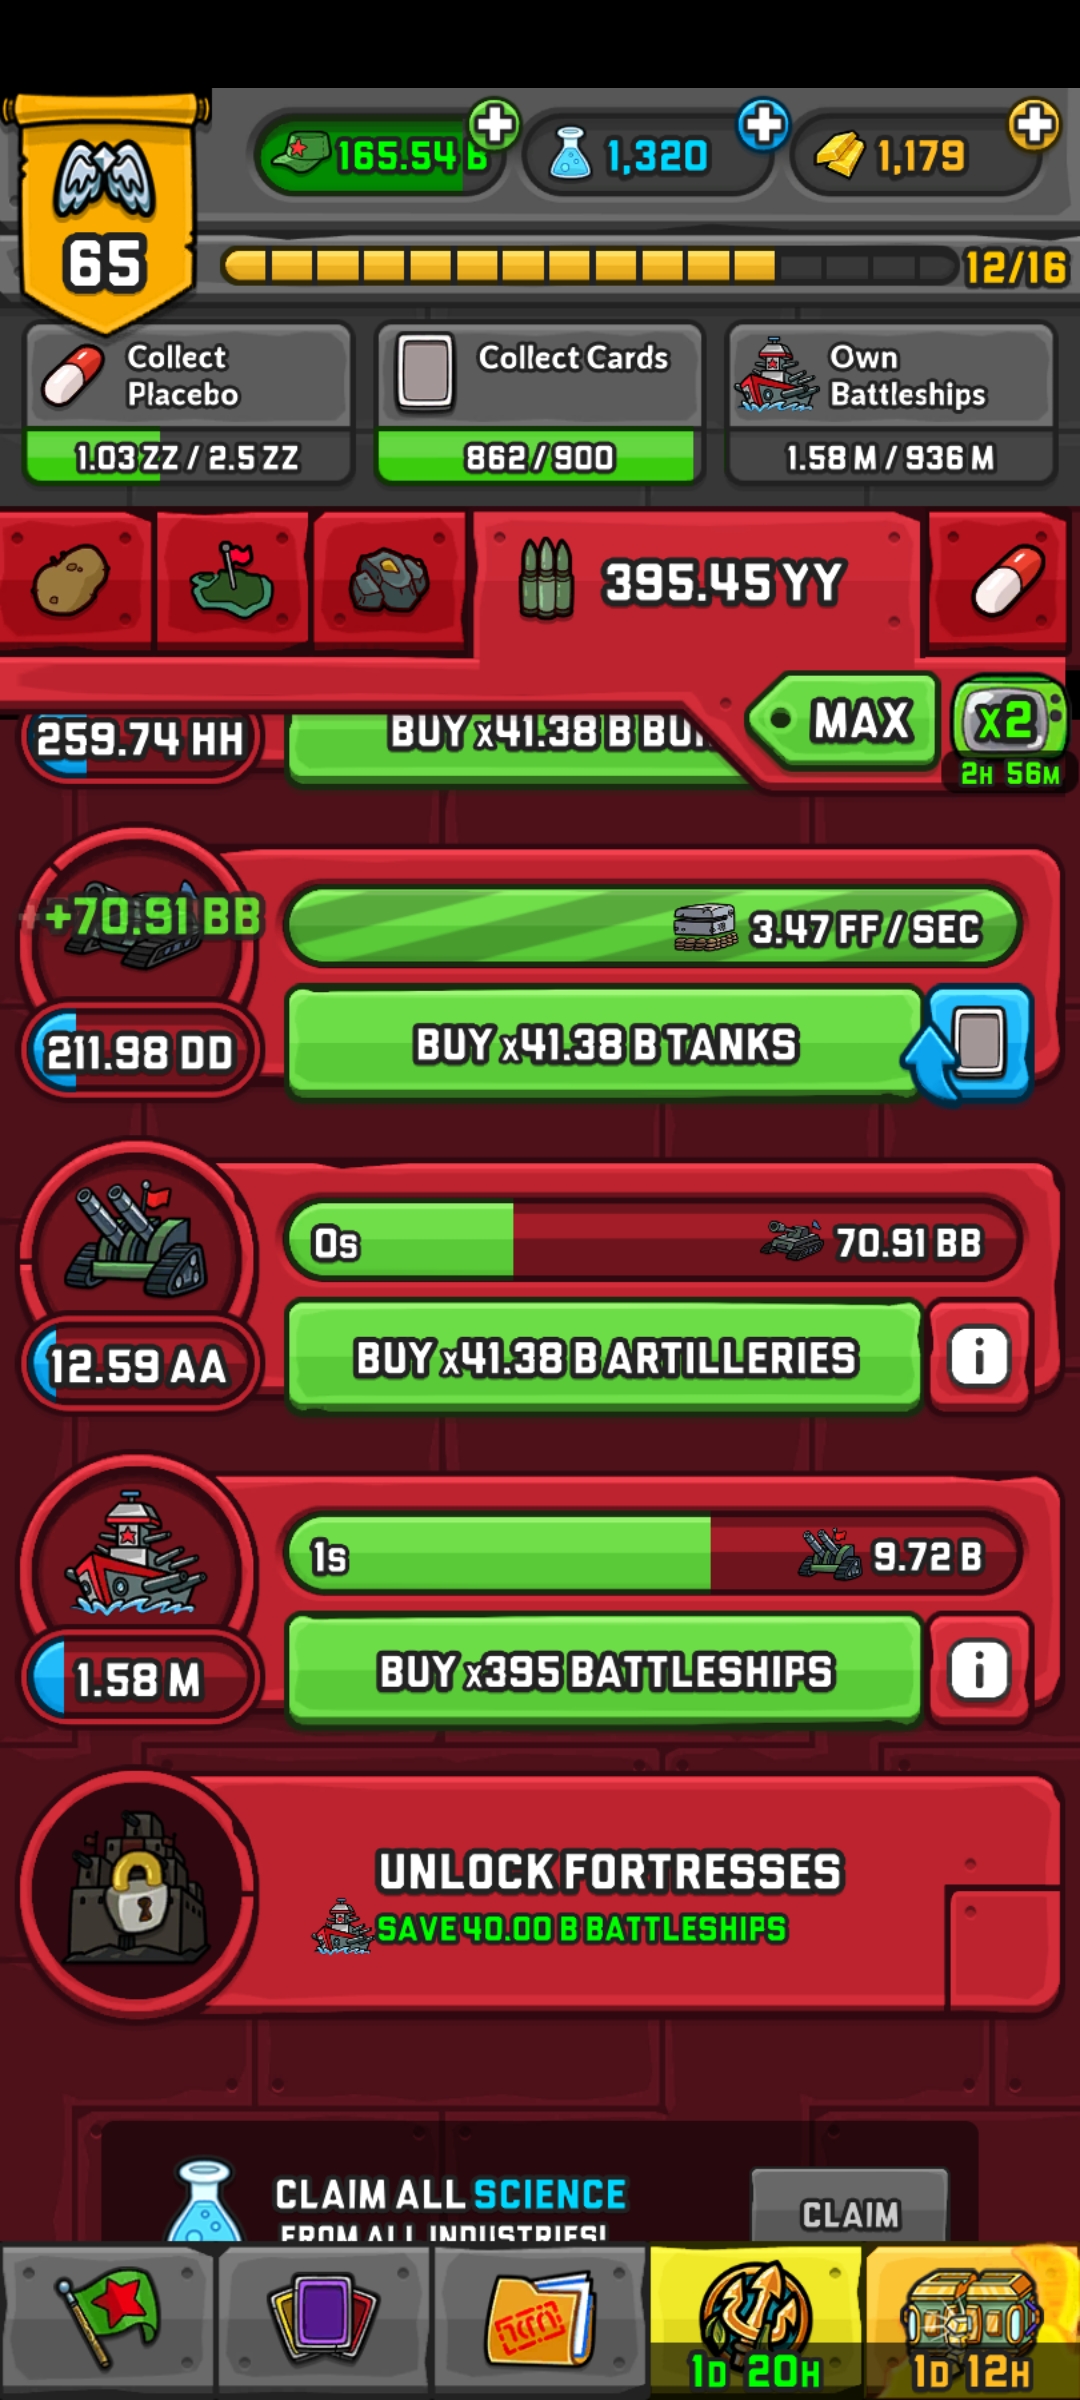 165.54 B
1,320
1,179
65
12/16
Collect
Placebo
Collect Cards
Own
Battleships
1.03 ZZ / 2.5 ZZ
862/900
1.58 M / 936 M
395.45 YY
MAX
x2
2H 56M
259.74 HH
BUY x41.38 B
+70.91 BB
3.47 FF / SEC
211.98 DD
BUY x41.38 B TANKS
0s
70.91 BB
12.59 AA
BUY x41.38 B ARTILLERIES
i
1s
9.72 B
1.58 M
BUY x395 BATTLESHIPS
i
UNLOCK FORTRESSES
SAVE 40.00 B BATTLESHIPS
CLAIM ALL SCIENCE
FROM ALL INDUSTRIES!
CLAIM
1D 20H
1D 12H